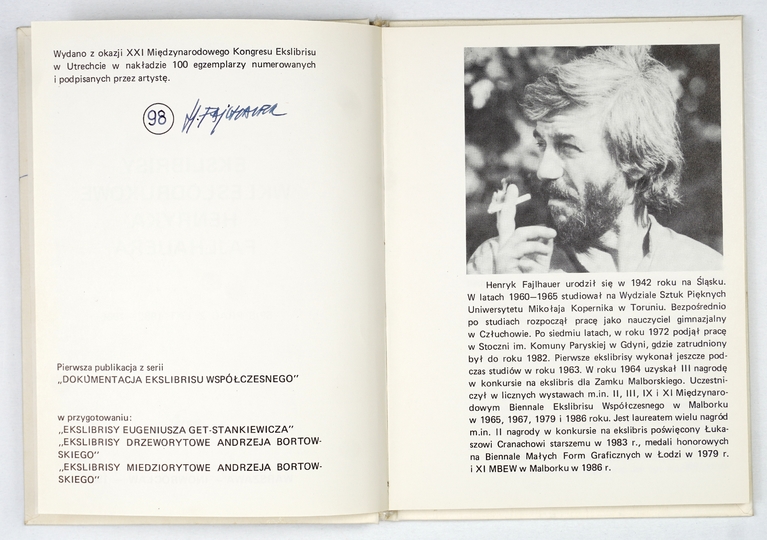 Wydano z okazji XXI Międzynarodowego Kongresu Ekslibrisu
w Utrechcie w nakładzie 100 egzemplarzy numerowanych
i podpisanych przez artystę.
98 H. Fajlhauer
Pierwsza publikacja z serii
„DOKUMENTACJA EKSLIBRISU WSPÓŁCZESNEGO"
w przygotowaniu:
„EKSLIBRISY EUGENIUSZA GET-STANKIEWICZA"
„EKSLIBRISY DRZEWORYTOWE ANDRZEJA BORTOW-
SKIEGO"
„EKSLIBRISY MIEDZIORYTOWE ANDRZEJA BORTOW-
SKIEGO"
Henryk Fajlhauer urodził się w 1942 roku na Śląsku.
W latach 1960—1965 studiował na Wydziale Sztuk Pięknych
Uniwersytetu Mikołaja Kopernika w Toruniu. Bezpośrednio
po studiach rozpoczął pracę jako nauczyciel gimnazjalny
w Człuchowie. Po siedmiu latach, w roku 1972 podjął pracę
w Stoczni im. Komuny Paryskiej w Gdyni, gdzie zatrudniony
był do roku 1982. Pierwsze ekslibrisy wykonał jeszcze pod-
czas studiów w roku 1963. W roku 1964 uzyskał III nagrodę
w konkursie na ekslibris dla Zamku Malborskiego. Uczestni-
czył w licznych wystawach m.in. II, III, IX i XI Międzynaro-
dowym Biennale Ekslibrisu Współczesnego w Malborku
w 1965, 1967, 1979 i 1986 roku. Jest laureatem wielu nagród
m.in. II nagrody w konkursie na ekslibris poświęcony Łuka-
szowi Cranachowi starszemu w 1983 r., medali honorowych
na Biennale Małych Form Graficznych w Łodzi w 1979 r.
i XI MBEW w Malborku w 1986 r.